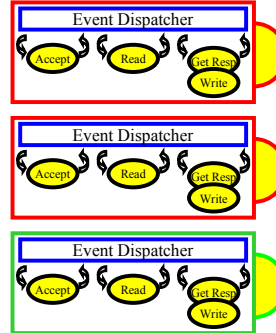 Event Dispatcher
Accept Read Get Resp
Write
Event Dispatcher
Accept Read Get Resp
Write
Event Dispatcher
Accept Read Get Resp
Write